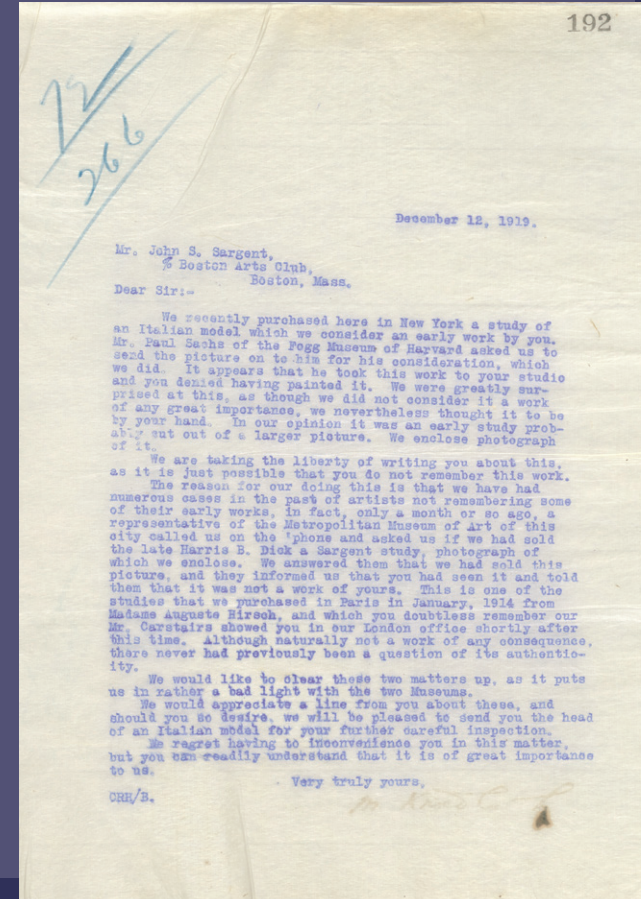 192
72
266
December 12, 1919.
Mr. John S. Sargent,
% Boston Arts Club,
Boston, Mass.
Dear Sir:-
We recently purchased here in New York a study of
an Italian model which we consider an early work by you.
Mr. Paul Sachs of the Fogg Museum of Harvard asked us to
send the picture on to him for his consideration, which
we did. It appears that he took this work to your studio
and you denied having painted it. We were greatly sur-
prised at this, as though we did not consider it a work
of any great importance, we nevertheless thought it to be
by your hand. In our opinion it was an early study prob-
ably cut out of a larger picture. We enclose photograph
of it.
We are taking the liberty of writing you about this,
as it is just possible that you do not remember this work.
The reason for our doing this is that we have had
numerous cases in the past of artists not remembering some
of their early works, in fact, only a month or so ago, a
representative of the Metropolitan Museum of Art of this
city called us on the 'phone and asked us if we had sold
the late Harris B. Dick a Sargent study, photograph of
which we enclose. We answered them that we had sold this
picture, and they informed us that you had seen it and told
them that it was not a work of yours. This is one of the
studies that we purchased in Paris in January, 1914 from
Madame Auguste Hirsch, and which you doubtless remember our
Mr. Carstairs showed you in our London office shortly after
this time. Although naturally not a work of any consequence,
there never had previously been a question of its authentic-
ity.
We would like to clear these two matters up, as it puts
us in rather a bad light with the two Museums.
We would appreciate a line from you about these, and
should you so desire, we will be pleased to send you the head
of an Italian model for your further careful inspection.
We regret having to inconvenience you in this matter,
but you can readily understand that it is of great importance
to us.
Very truly yours,
CRH/B.